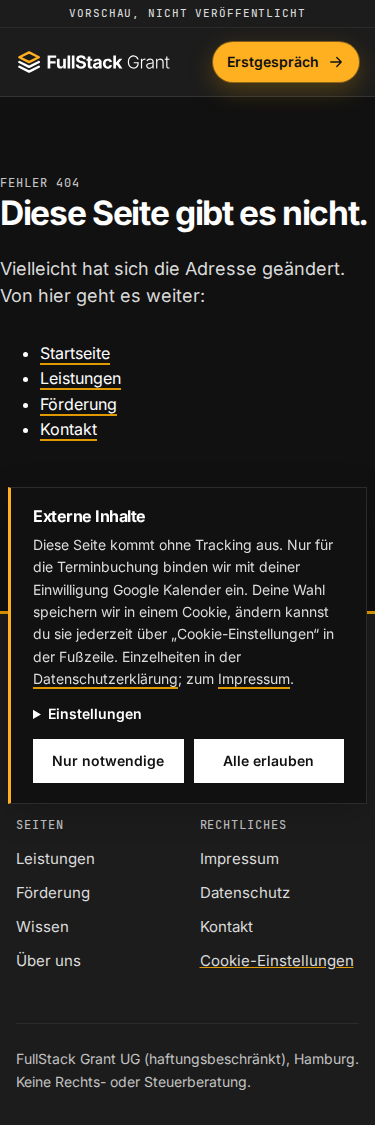 VORSCHAU, NICHT VERÖFFENTLICHT
FullStack Grant
Erstgespräch →
FEHLER 404
Diese Seite gibt es nicht.
Vielleicht hat sich die Adresse geändert.
Von hier geht es weiter:
Startseite
Leistungen
Förderung
Kontakt
Externe Inhalte
Diese Seite kommt ohne Tracking aus. Nur für
die Terminbuchung binden wir mit deiner
Einwilligung Google Kalender ein. Deine Wahl
speichern wir in einem Cookie, ändern kannst
du sie jederzeit über „Cookie-Einstellungen“ in
der Fußzeile. Einzelheiten in der
Datenschutzerklärung; zum Impressum.
Einstellungen
Nur notwendige
Alle erlauben
SEITEN
Leistungen
Förderung
Wissen
Über uns
RECHTLICHES
Impressum
Datenschutz
Kontakt
Cookie-Einstellungen
FullStack Grant UG (haftungsbeschränkt), Hamburg.
Keine Rechts- oder Steuerberatung.